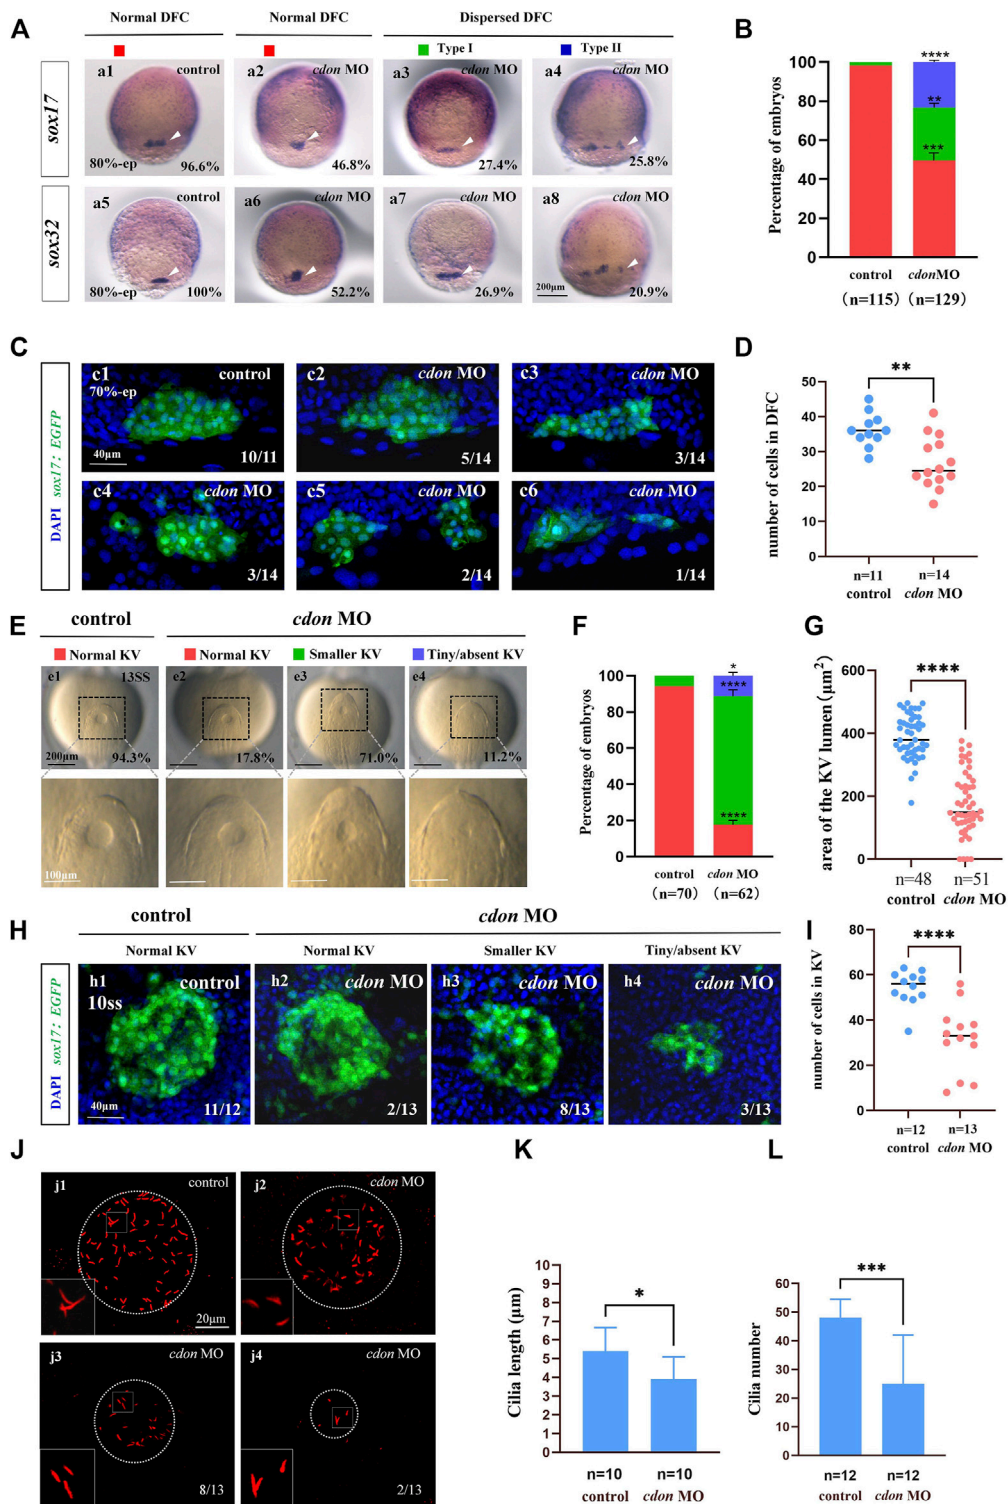 A
Normal DFC
Normal DFC
Dispersed DFC
Type I
Type II
sox17
a1
control
80%-ep
96.6%
a2
cdon MO
46.8%
a3
cdon MO
27.4%
a4
cdon MO
25.8%
sox32
a5
control
80%-ep
100%
a6
cdon MO
52.2%
a7
cdon MO
26.9%
a8
cdon MO
200μm
20.9%
B
Percentage of embryos
100
80
60
40
20
0
****
**
***
control
cdonMO
(n=115)
(n=129)
C
DAPI sox17: EGFP
c1
control
70%-ep
40μm
10/11
c2
cdon MO
5/14
c3
cdon MO
3/14
c4
cdon MO
3/14
c5
cdon MO
2/14
c6
cdon MO
1/14
D
number of cells in DFC
50
40
30
20
10
0
**
n=11
control
n=14
cdon MO
E
control
cdon MO
Normal KV
Normal KV
Smaller KV
Tiny/absent KV
e1
13SS
200μm
94.3%
e2
17.8%
e3
71.0%
e4
11.2%
100μm
F
Percentage of embryos
100
80
60
40
20
0
*
****
****
control
cdon MO
(n=70)
(n=62)
G
area of the KV lumen (μm²)
600
400
200
0
****
n=48
control
n=51
cdon MO
H
control
cdon MO
Normal KV
Normal KV
Smaller KV
Tiny/absent KV
DAPI sox17: EGFP
h1
control
10ss
40μm
11/12
h2
cdon MO
2/13
h3
cdon MO
8/13
h4
cdon MO
3/13
I
number of cells in KV
80
60
40
20
0
****
n=12
control
n=13
cdon MO
J
j1
control
20μm
j2
cdon MO
j3
cdon MO
8/13
j4
cdon MO
2/13
K
Cilia length (μm)
10
9
8
7
6
5
4
3
2
1
0
*
n=10
control
n=10
cdon MO
L
Cilia number
60
50
40
30
20
10
0
***
n=12
control
n=12
cdon MO